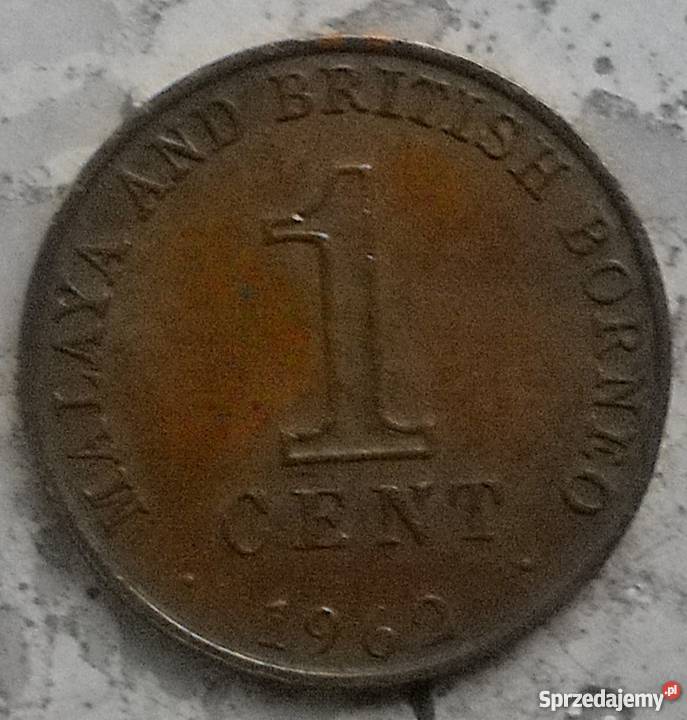 MALAYA AND BRITISH BORNEO
1
CENT
1962
Sprzedajemy.pl